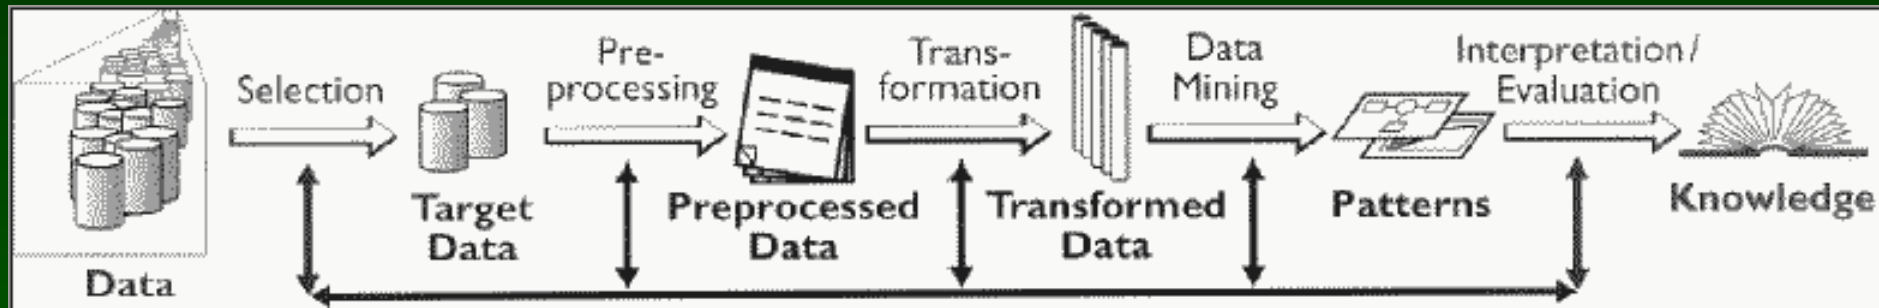 Selection
Pre-
processing
Trans-
formation
Data
Mining
Interpretation/
Evaluation
Data
Target
Data
Preprocessed
Data
Transformed
Data
Patterns
Knowledge